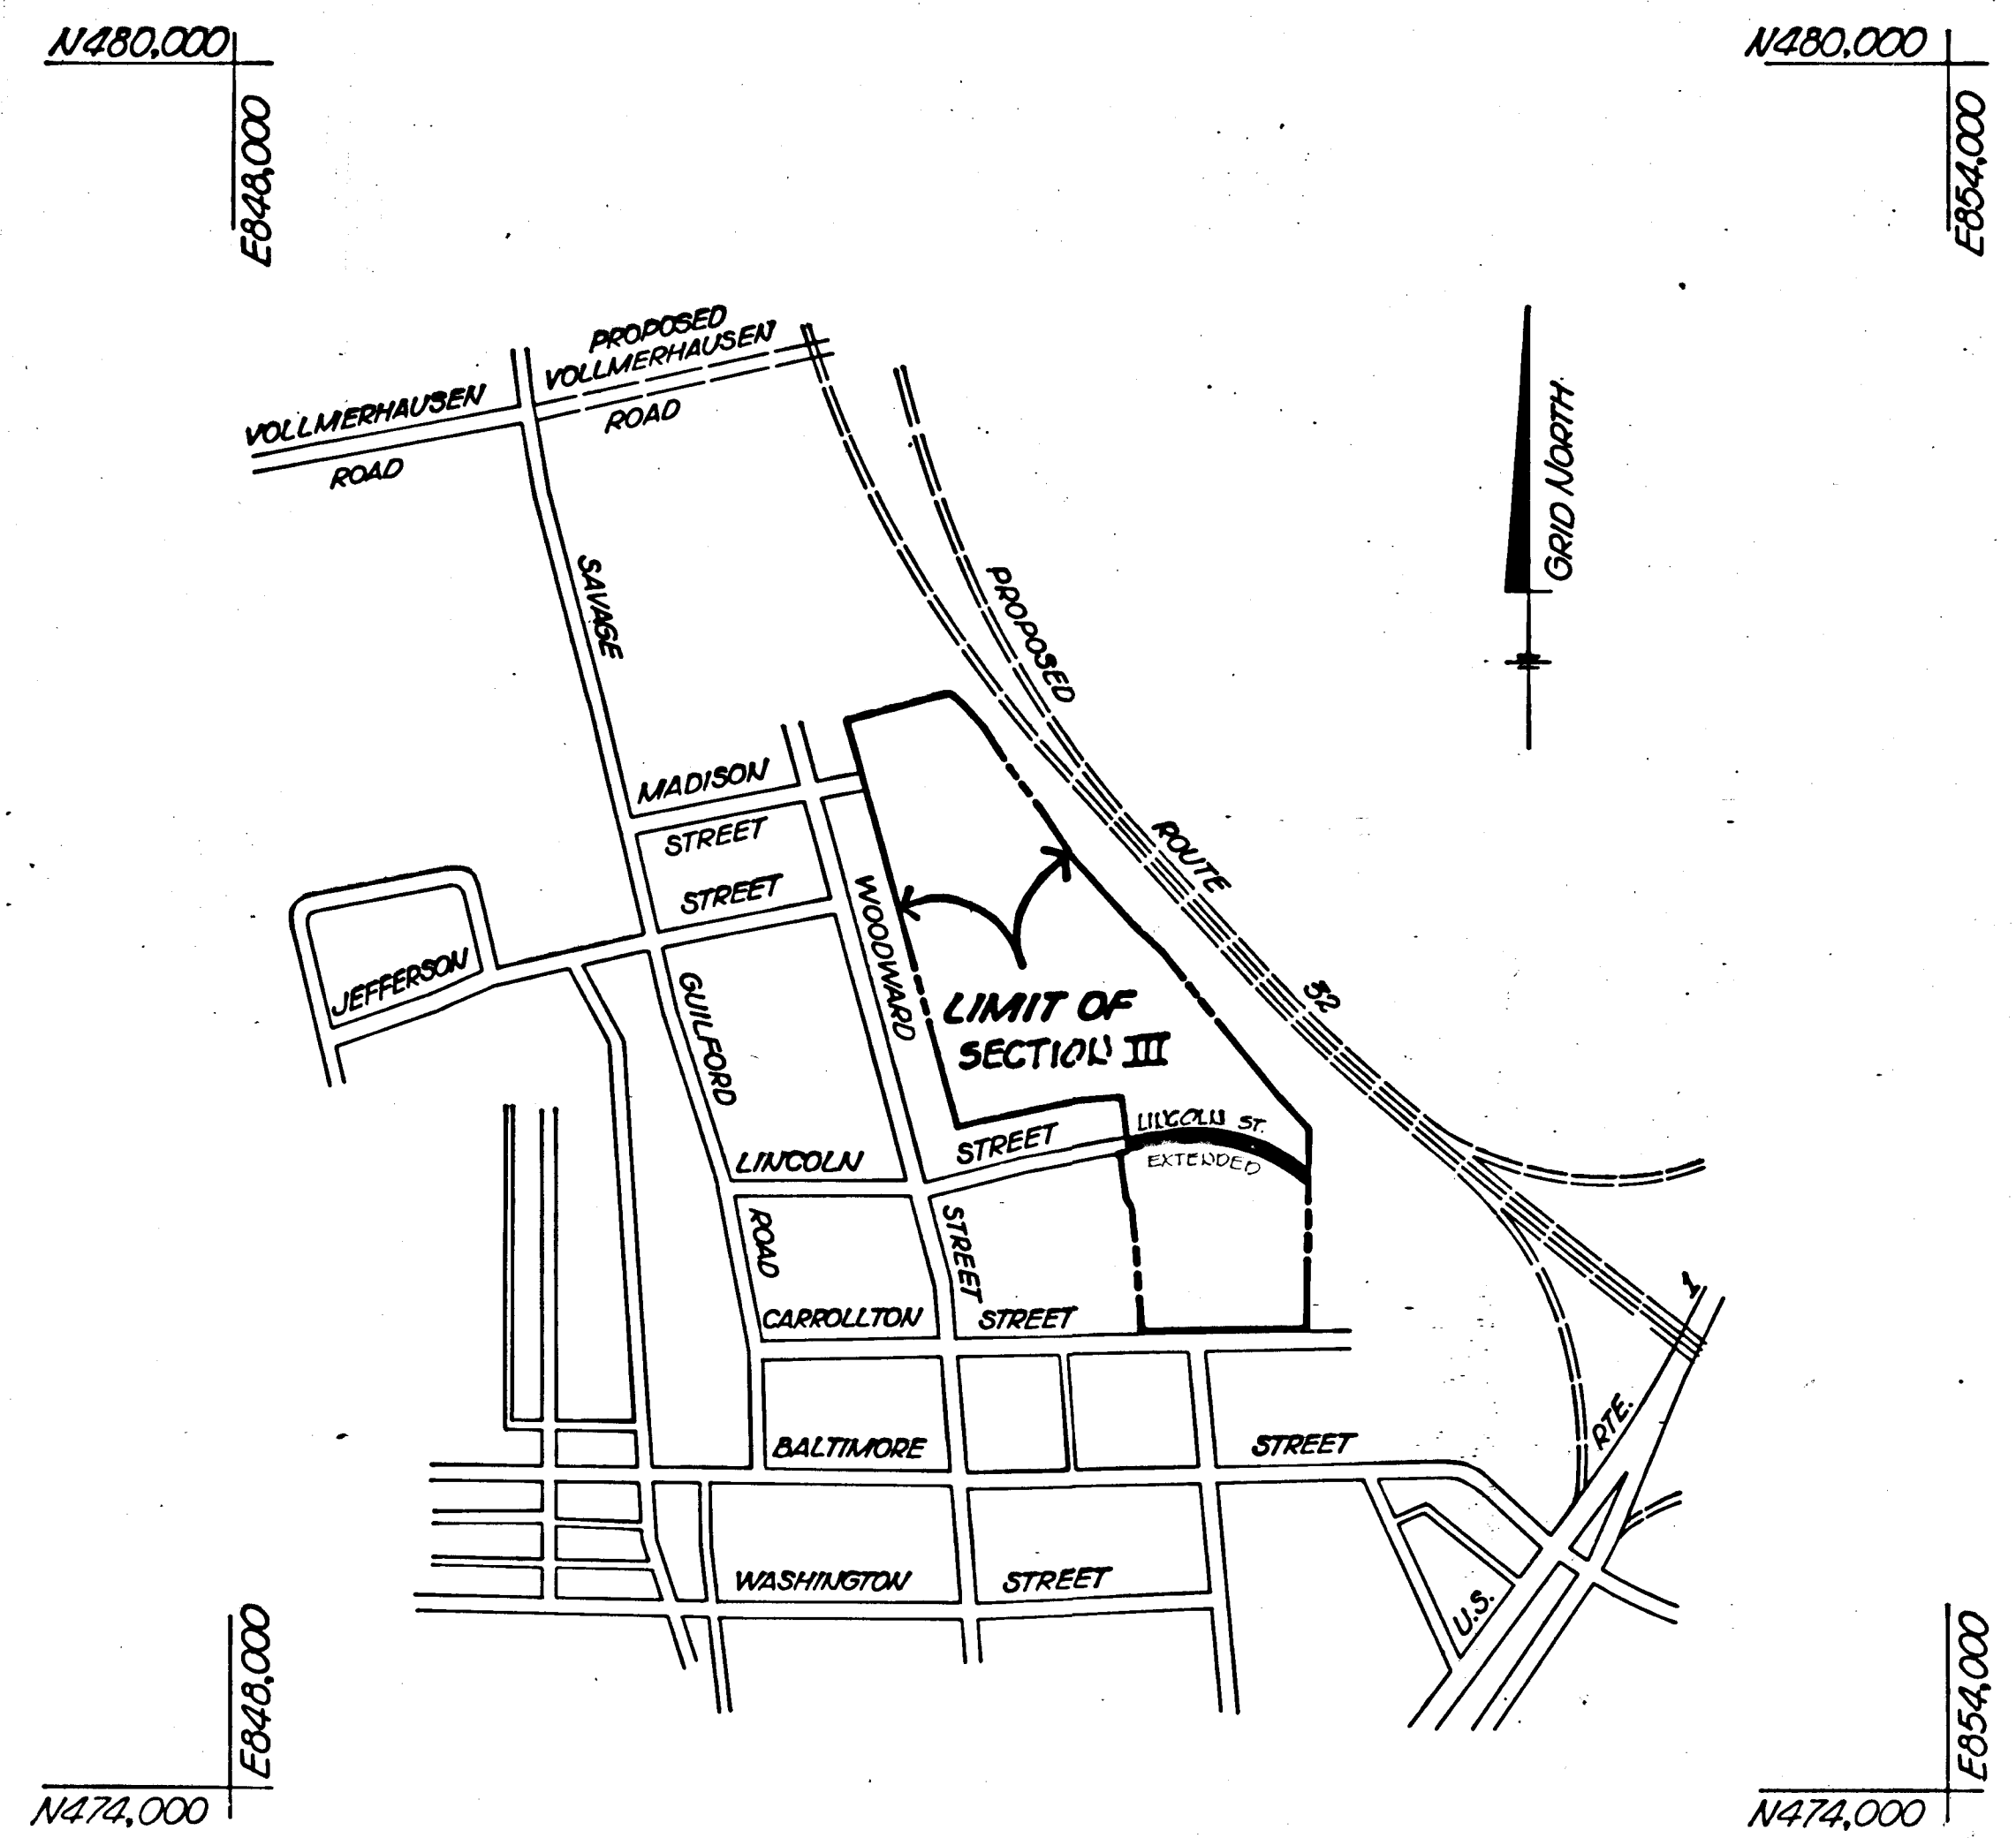 N480,000
N480,000
E848,000
E854,000
PROPOSED
VOLLMERHAUSEN
ROAD
VOLLMERHAUSEN
ROAD
GRID NORTH
SAVAGE
PROPOSED
MADISON
STREET
ROUTE
STREET
WOODWARD
JEFFERSON
GUILFORD
32
LIMIT OF
SECTION III
LINCOLN ST.
EXTENDED
STREET
LINCOLN
ROAD
STREET
CARROLLTON
STREET
1
RTE.
BALTIMORE
STREET
WASHINGTON
STREET
U.S.
E848,000
E854,000
N474,000
N474,000